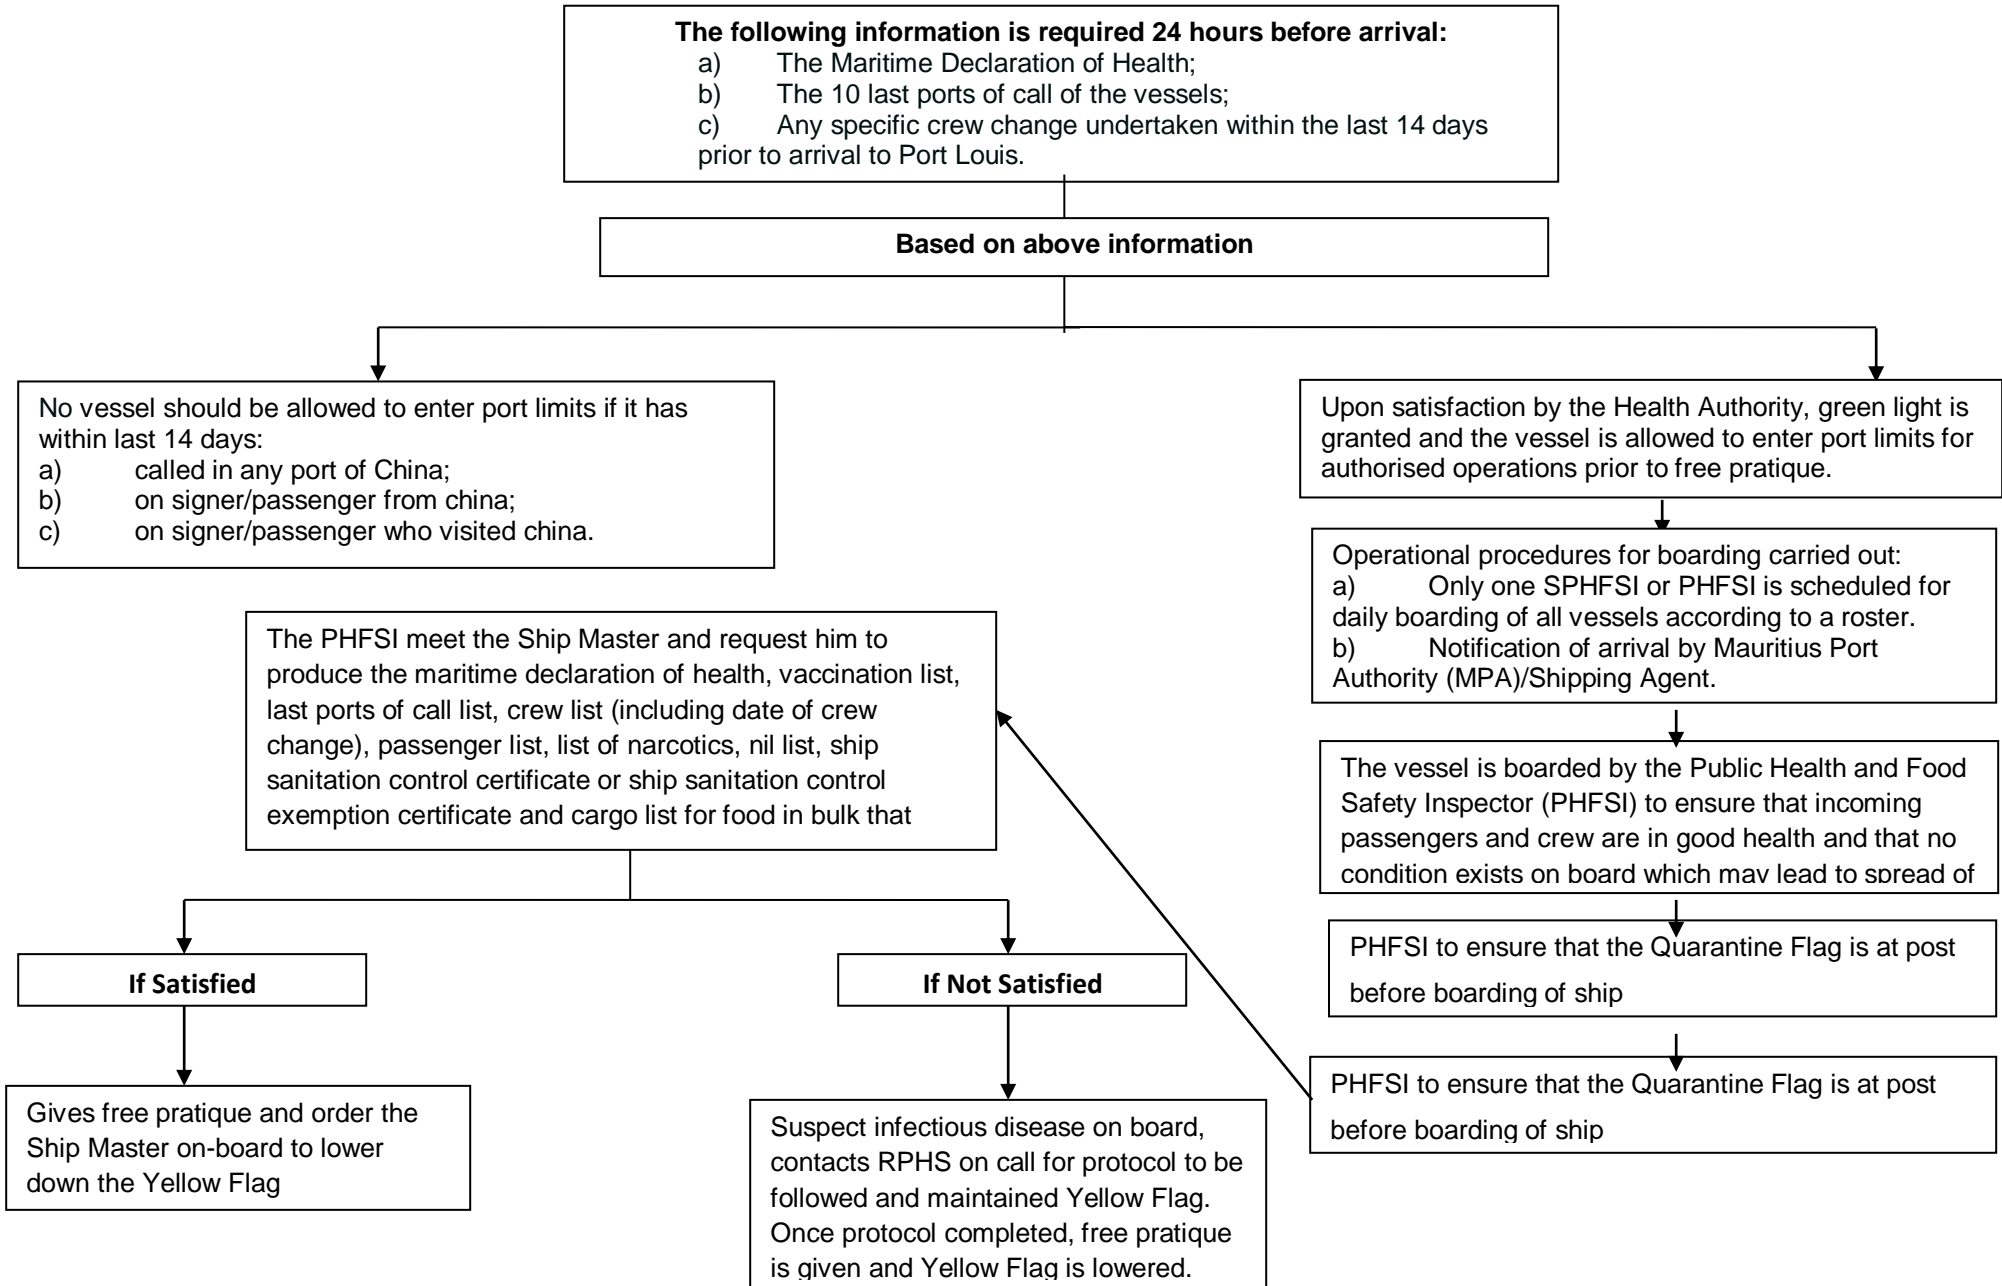 The following information is required 24 hours before arrival:
a) The Maritime Declaration of Health;
b) The 10 last ports of call of the vessels;
c) Any specific crew change undertaken within the last 14 days
prior to arrival to Port Louis.
Based on above information
No vessel should be allowed to enter port limits if it has
within last 14 days:
a) called in any port of China;
b) on signer/passenger from china;
c) on signer/passenger who visited china.
Upon satisfaction by the Health Authority, green light is
granted and the vessel is allowed to enter port limits for
authorised operations prior to free pratique.
Operational procedures for boarding carried out:
a) Only one SPHFSI or PHFSI is scheduled for
daily boarding of all vessels according to a roster.
b) Notification of arrival by Mauritius Port
Authority (MPA)/Shipping Agent.
The vessel is boarded by the Public Health and Food
Safety Inspector (PHFSI) to ensure that incoming
passengers and crew are in good health and that no
condition exists on board which may lead to spread of
PHFSI to ensure that the Quarantine Flag is at post
before boarding of ship
PHFSI to ensure that the Quarantine Flag is at post
before boarding of ship
The PHFSI meet the Ship Master and request him to
produce the maritime declaration of health, vaccination list,
last ports of call list, crew list (including date of crew
change), passenger list, list of narcotics, nil list, ship
sanitation control certificate or ship sanitation control
exemption certificate and cargo list for food in bulk that
If Satisfied
If Not Satisfied
Gives free pratique and order the
Ship Master on-board to lower
down the Yellow Flag
Suspect infectious disease on board,
contacts RPHS on call for protocol to be
followed and maintained Yellow Flag.
Once protocol completed, free pratique
is given and Yellow Flag is lowered.